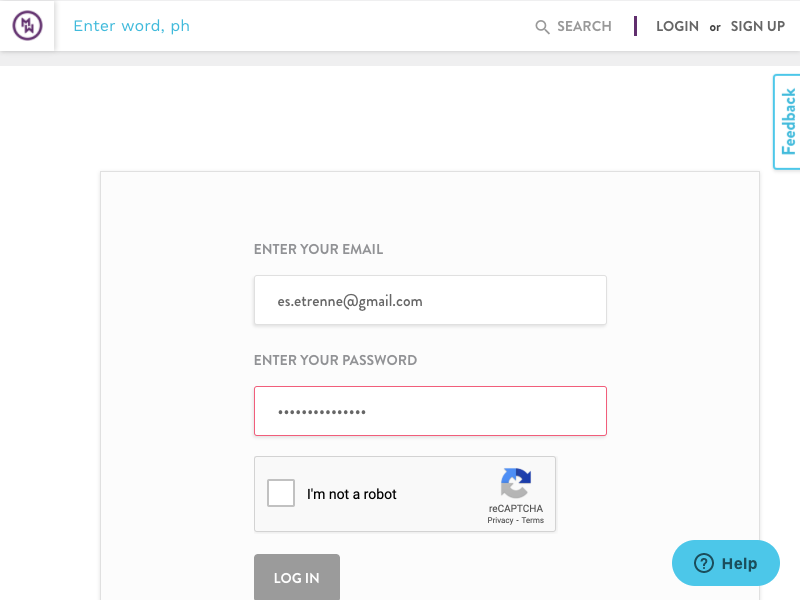 MW
Enter word, ph
SEARCH
LOGIN or SIGN UP
Feedback
ENTER YOUR EMAIL
es.etrenne@gmail.com
ENTER YOUR PASSWORD
•••••••••••••••
I'm not a robot
reCAPTCHA
Privacy - Terms
LOG IN
? Help